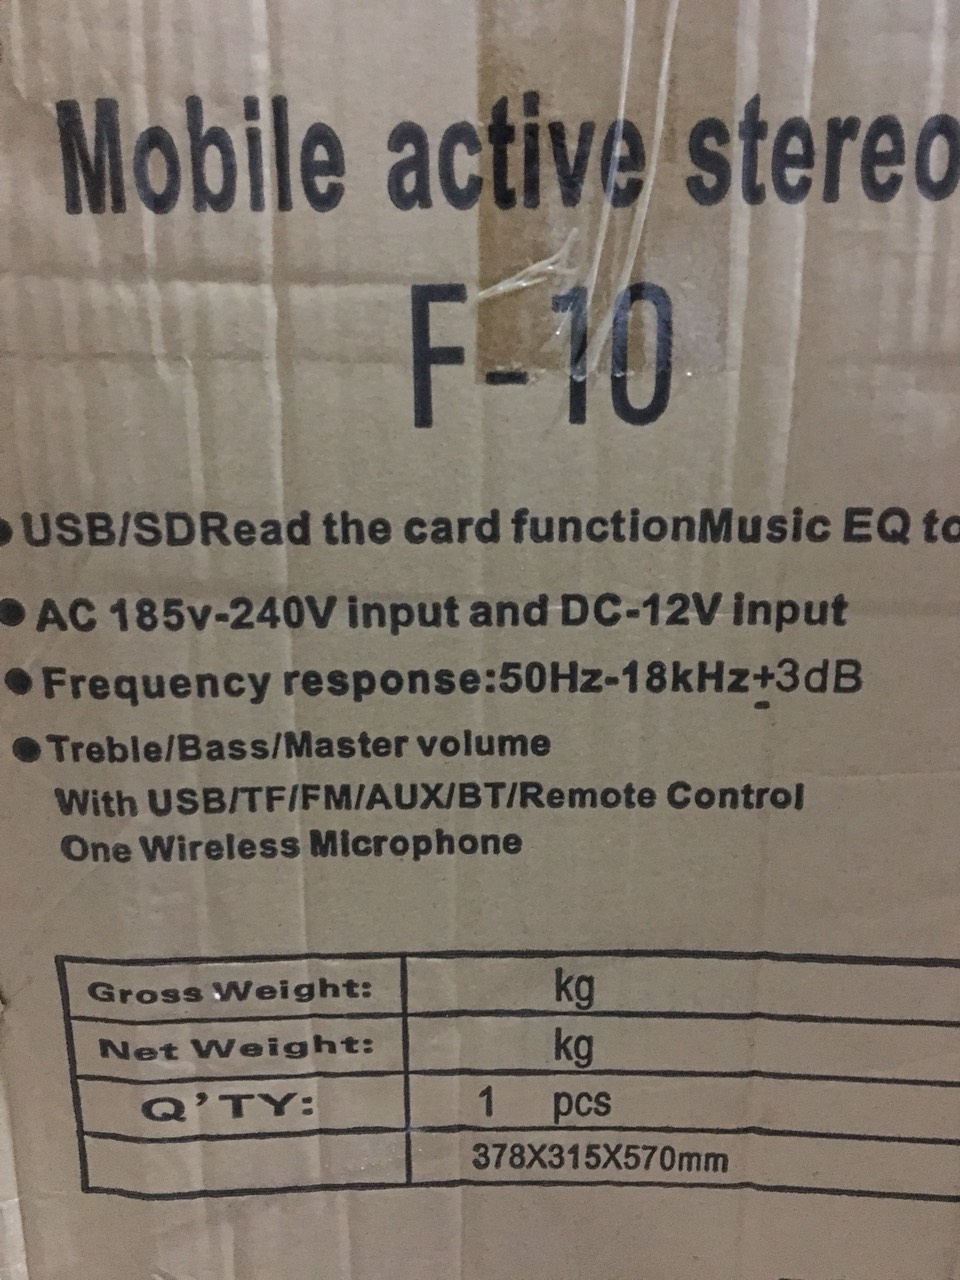 Mobile active stereo
F-10
●USB/SDRead the card functionMusic EQ to
●AC 185v-240V input and DC-12V input
●Frequency response:50Hz-18kHz±3dB
●Treble/Bass/Master volume
With USB/TF/FM/AUX/BT/Remote Control
One Wireless Microphone
Gross Weight: kg
Net Weight: kg
Q'TY: 1 pcs
378X315X570mm